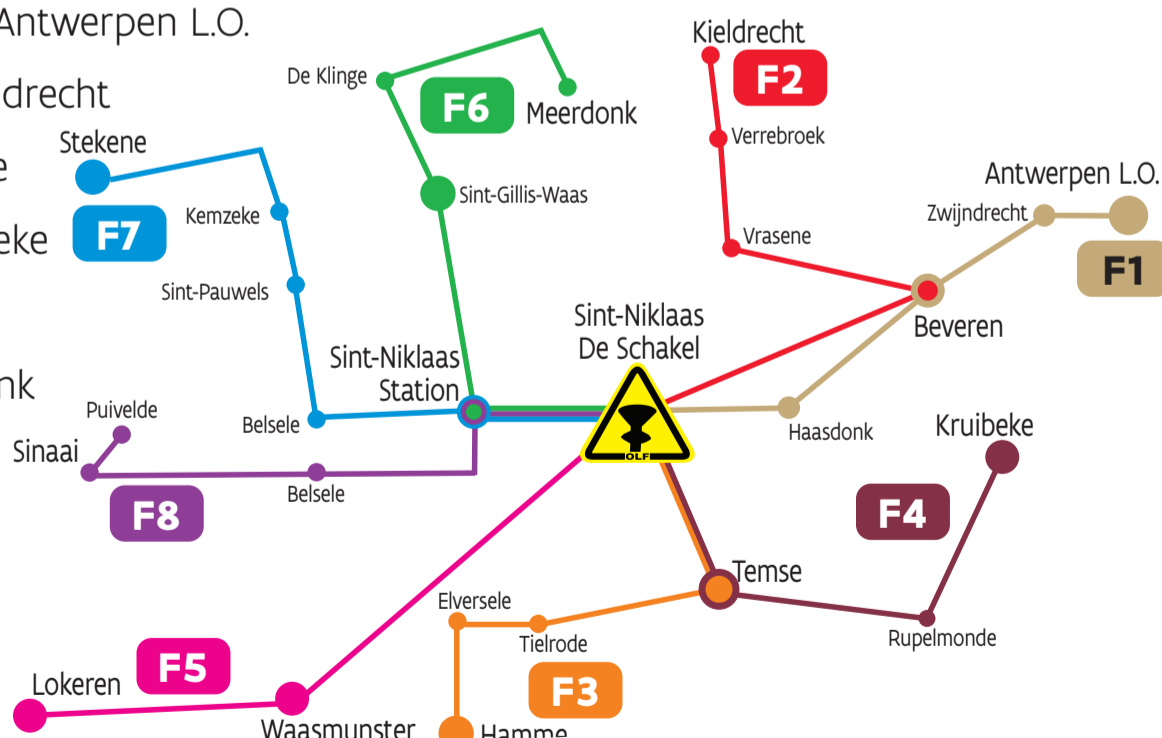 Antwerpen L.O.
drecht
e
eke
nk
Kieldrecht
F2
De Klinge
F6
Meerdonk
Verrebroek
Stekene
Antwerpen L.O.
Sint-Gillis-Waas
Kemzeke
Zwijndrecht
F7
Vrasene
F1
Sint-Pauwels
Sint-Niklaas
De Schakel
Beveren
Sint-Niklaas
Station
Puivelde
Belsele
Haasdonk
Kruibeke
Sinaai
OLF
Belsele
F8
F4
Temse
Elversele
Tielrode
Rupelmonde
F5
F3
Lokeren
Waasmunster
Hamme